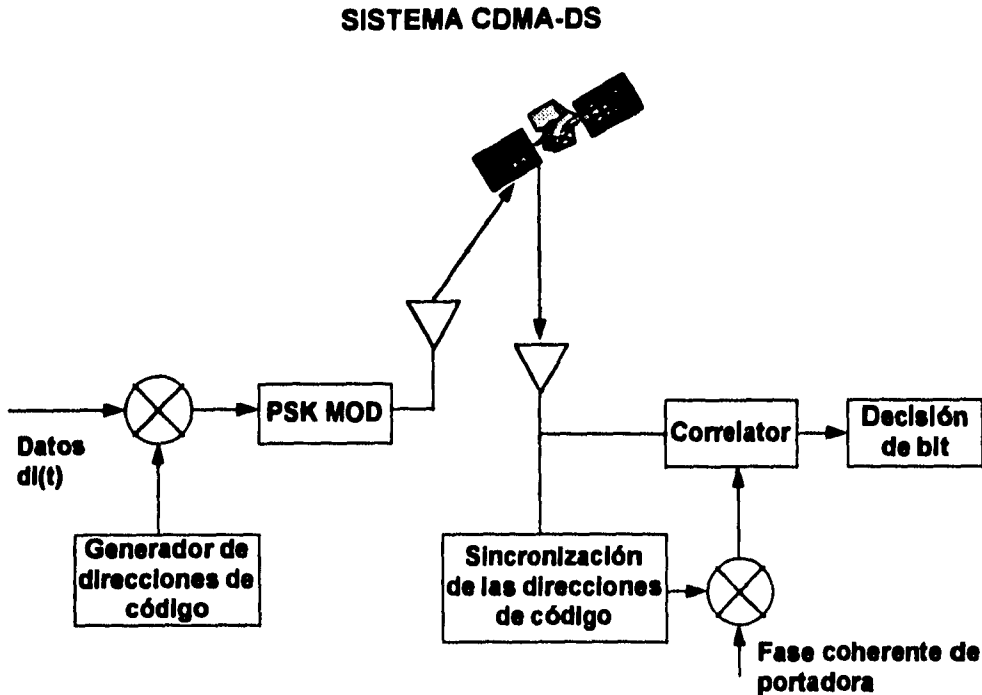 SISTEMA CDMA-DS
PSK MOD
Datos
di(t)
Generador de
direcciones de
código
Correlator
Decisión
de bit
Sincronización
de las direcciones
de código
Fase coherente de
portadora